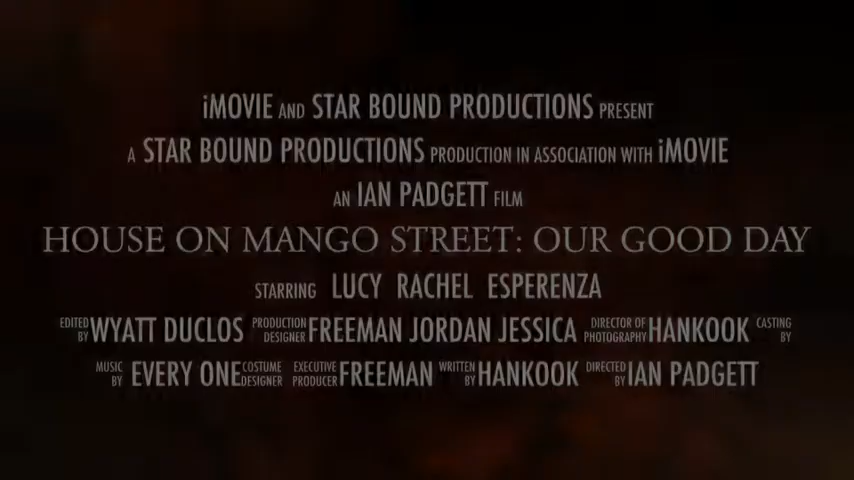 iMOVIE AND STAR BOUND PRODUCTIONS PRESENT
A STAR BOUND PRODUCTIONS PRODUCTION IN ASSOCIATION WITH iMOVIE
AN IAN PADGETT FILM
HOUSE ON MANGO STREET: OUR GOOD DAY
STARRING LUCY RACHEL ESPERENZA
EDITED BY WYATT DUCLOS PRODUCTION DESIGNER FREEMAN JORDAN JESSICA DIRECTOR OF PHOTOGRAPHY HANKOOK CASTING BY
MUSIC BY EVERY ONE COSTUME DESIGNER EXECUTIVE PRODUCER FREEMAN WRITTEN BY HANKOOK DIRECTED BY IAN PADGETT